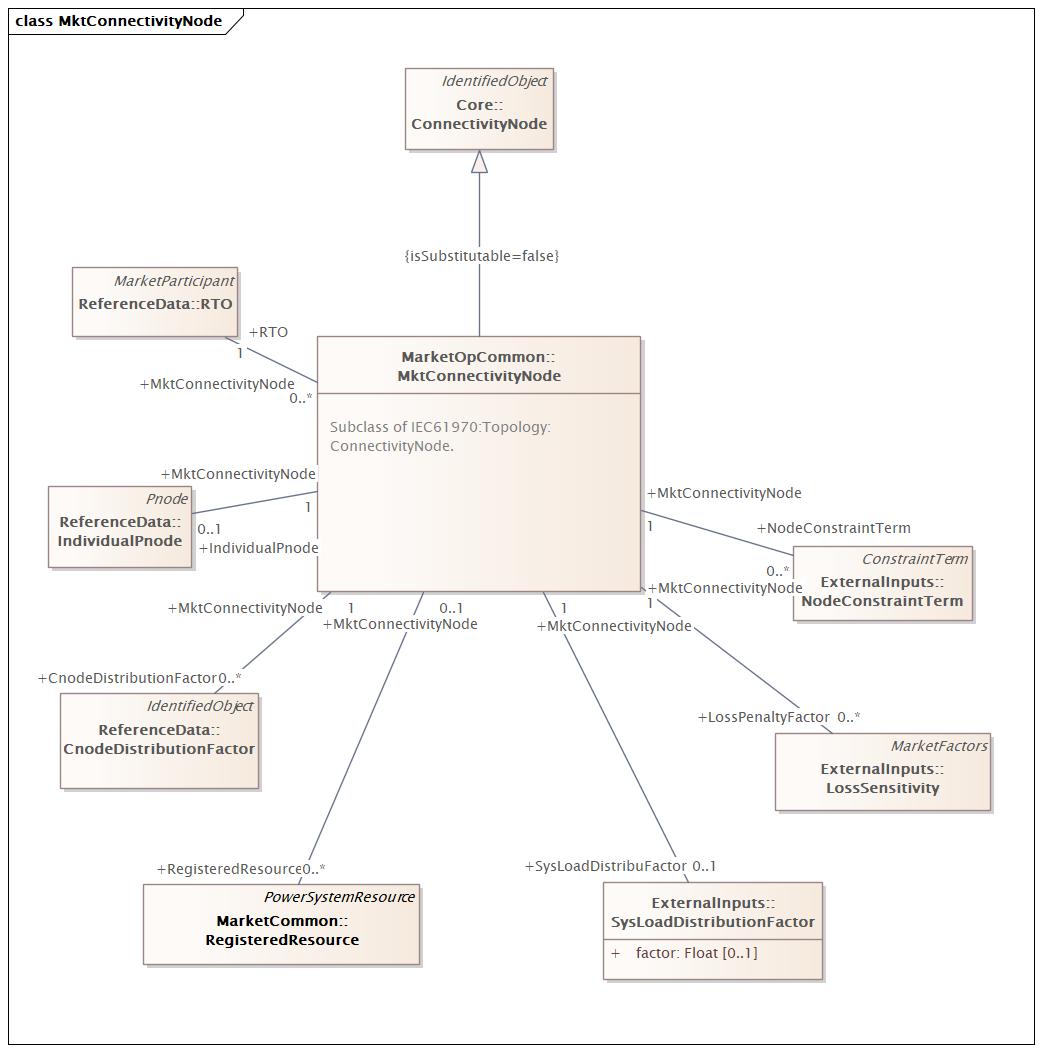 class MktConnectivityNode
IdentifiedObject
Core::
ConnectivityNode
{isSubstitutable=false}
MarketParticipant
ReferenceData::RTO
+RTO
1
+MktConnectivityNode
0..*
MarketOpCommon::
MktConnectivityNode
Subclass of IEC61970:Topology:
ConnectivityNode.
+MktConnectivityNode
1
Pnode
ReferenceData::
IndividualPnode
0..1
+IndividualPnode
+MktConnectivityNode
1
+NodeConstraintTerm
0..*
ConstraintTerm
ExternalInputs::
NodeConstraintTerm
+MktConnectivityNode
1
+LossPenaltyFactor 0..*
MarketFactors
ExternalInputs::
LossSensitivity
+MktConnectivityNode
1
+CnodeDistributionFactor 0..*
IdentifiedObject
ReferenceData::
CnodeDistributionFactor
0..1
+MktConnectivityNode
+RegisteredResource 0..*
PowerSystemResource
MarketCommon::
RegisteredResource
1
+MktConnectivityNode
+SysLoadDistribuFactor 0..1
ExternalInputs::
SysLoadDistributionFactor
+ factor: Float [0..1]